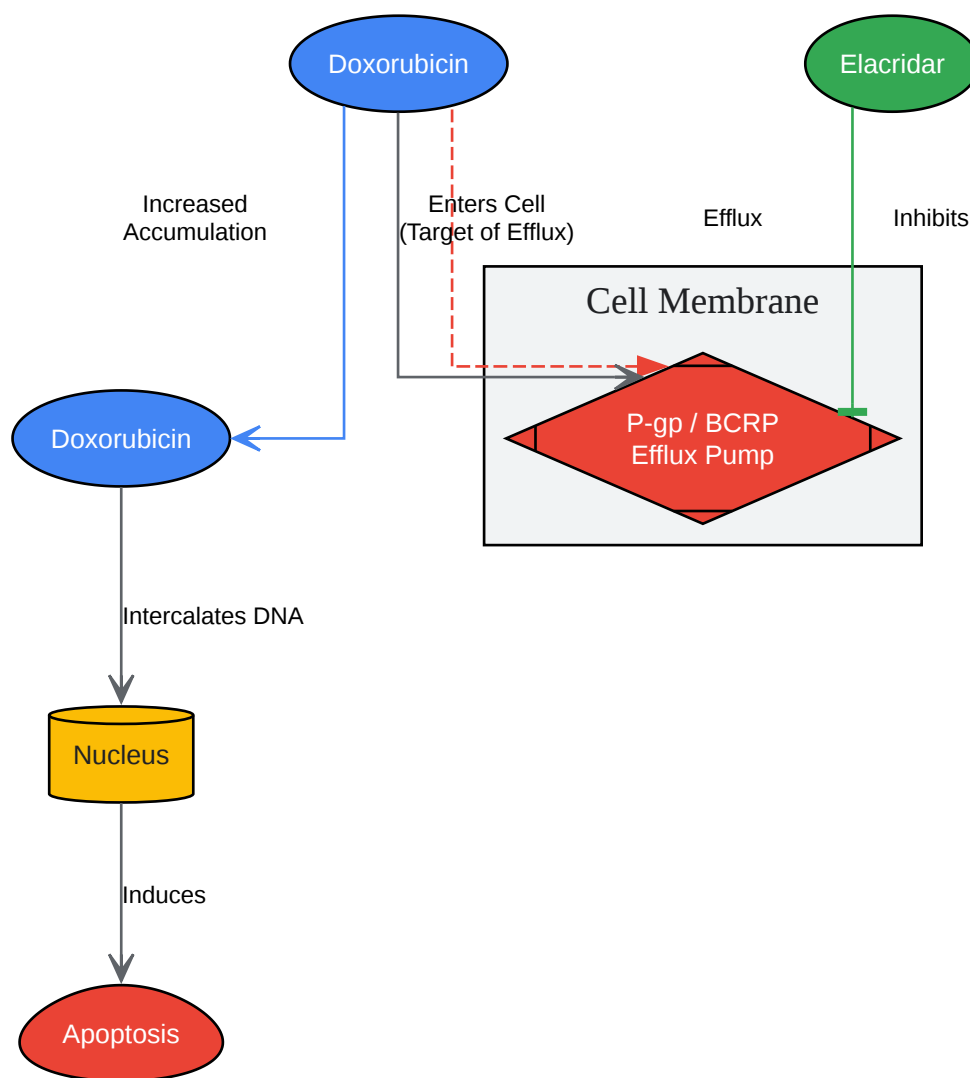 Doxorubicin
Elacridar
Increased
Accumulation
Enters Cell
(Target of Efflux)
Efflux
Inhibits
Cell Membrane
P-gp / BCRP
Efflux Pump
Doxorubicin
Intercalates DNA
Nucleus
Induces
Apoptosis